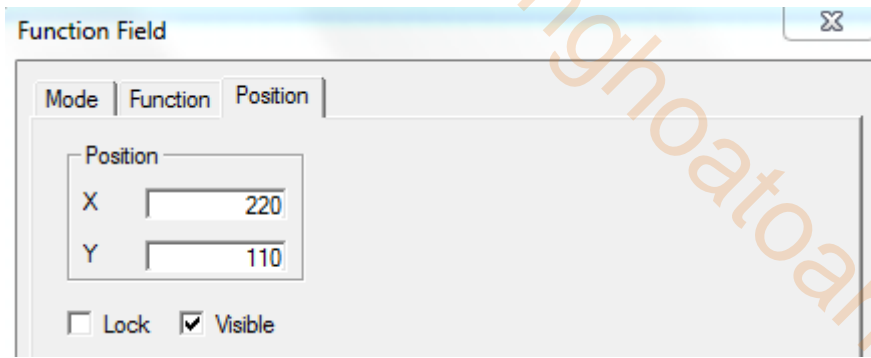 Function Field
Mode Function Position
Position
X 220
Y 110
Lock Visible